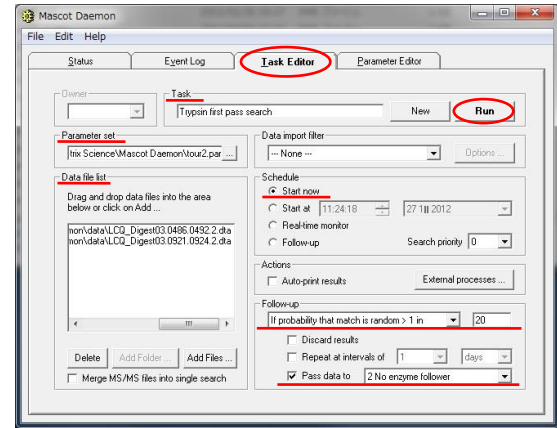 Mascot Daemon
File Edit Help
Status Event Log Task Editor Parameter Editor
Owner Task
Trypsin first pass search New Run
Parameter set Data import filter
trix Science\Mascot Daemon\tour2.par ... --- None --- Options ...
Data file list Schedule
Drag and drop data files into the area
below or click on Add ...
Start now
Start at 11:24:18 27 1月 2012
Real-time monitor
Follow-up Search priority 0
mon\data\LCQ_Digest03.0486.0492.2.dta
mon\data\LCQ_Digest03.0921.0924.2.dta
Actions
Auto-print results External processes ...
Follow-up
If probability that match is random > 1 in 20
Discard results
Repeat at intervals of 1 days
Pass data to 2 No enzyme follower
Delete Add Folder ... Add Files ...
Merge MS/MS files into single search